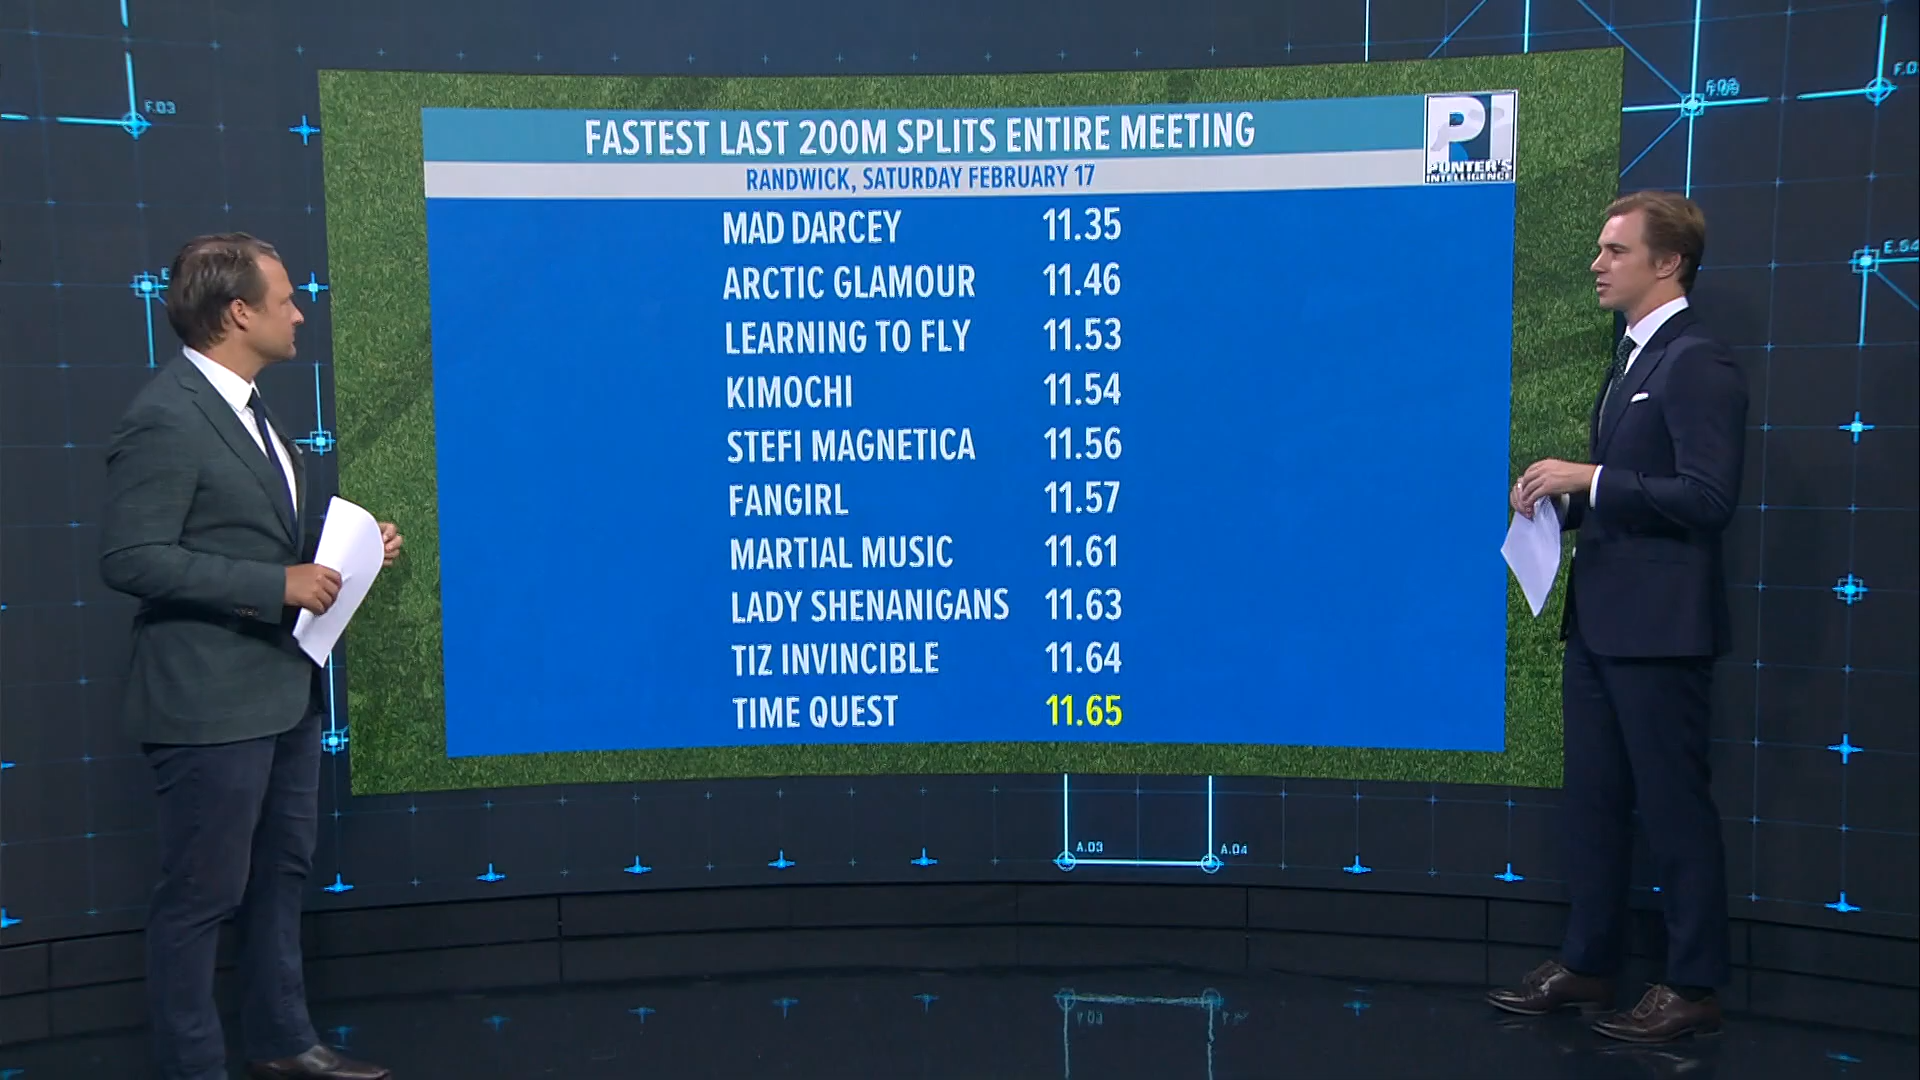 FASTEST LAST 200M SPLITS ENTIRE MEETING
RANDWICK, SATURDAY FEBRUARY 17
PI
PUNTER'S
INTELLIGENCE
MAD DARCEY 11.35
ARCTIC GLAMOUR 11.46
LEARNING TO FLY 11.53
KIMOCHI 11.54
STEFI MAGNETICA 11.56
FANGIRL 11.57
MARTIAL MUSIC 11.61
LADY SHENANIGANS 11.63
TIZ INVINCIBLE 11.64
TIME QUEST 11.65
F.03
A.03
A.04